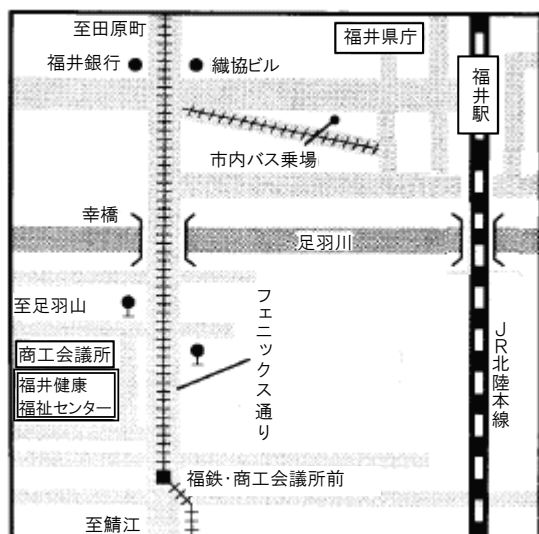 至田原町
福井県庁
福井銀行
繊協ビル
福井駅
市内バス乗場
幸橋
足羽川
至足羽山
フェニックス通り
JR北陸本線
商工会議所
福井健康
福祉センター
福鉄・商工会議所前
至鯖江